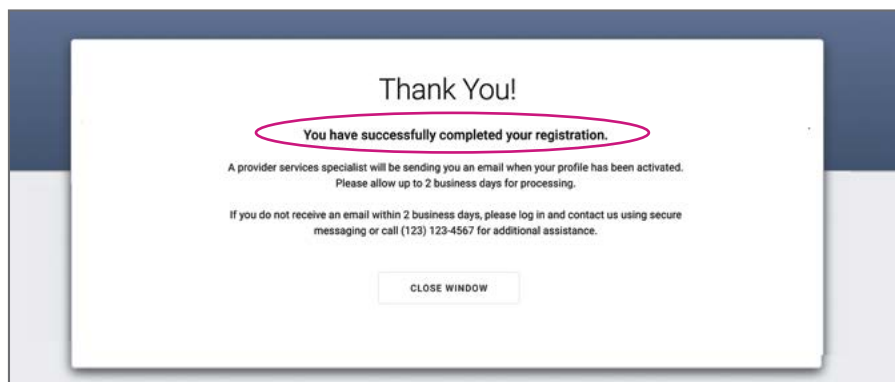 Thank You!
You have successfully completed your registration.
A provider services specialist will be sending you an email when your profile has been activated.
Please allow up to 2 business days for processing.
If you do not receive an email within 2 business days, please log in and contact us using secure
messaging or call (123) 123-4567 for additional assistance.
CLOSE WINDOW